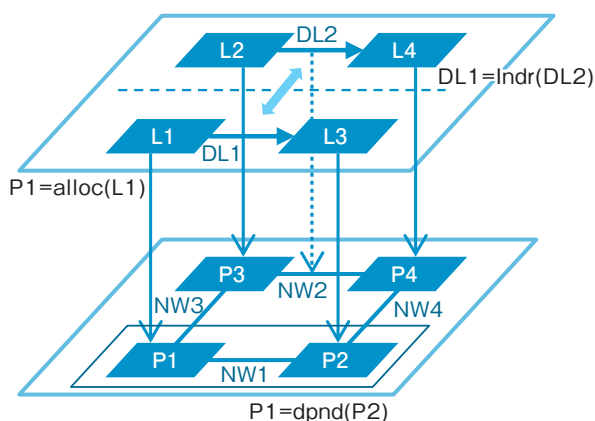 DL2
L2
L4
DL1=Indr(DL2)
L1
L3
DL1
P1=alloc(L1)
P3
P4
NW2
NW3
NW4
P1
P2
NW1
P1=dpnd(P2)